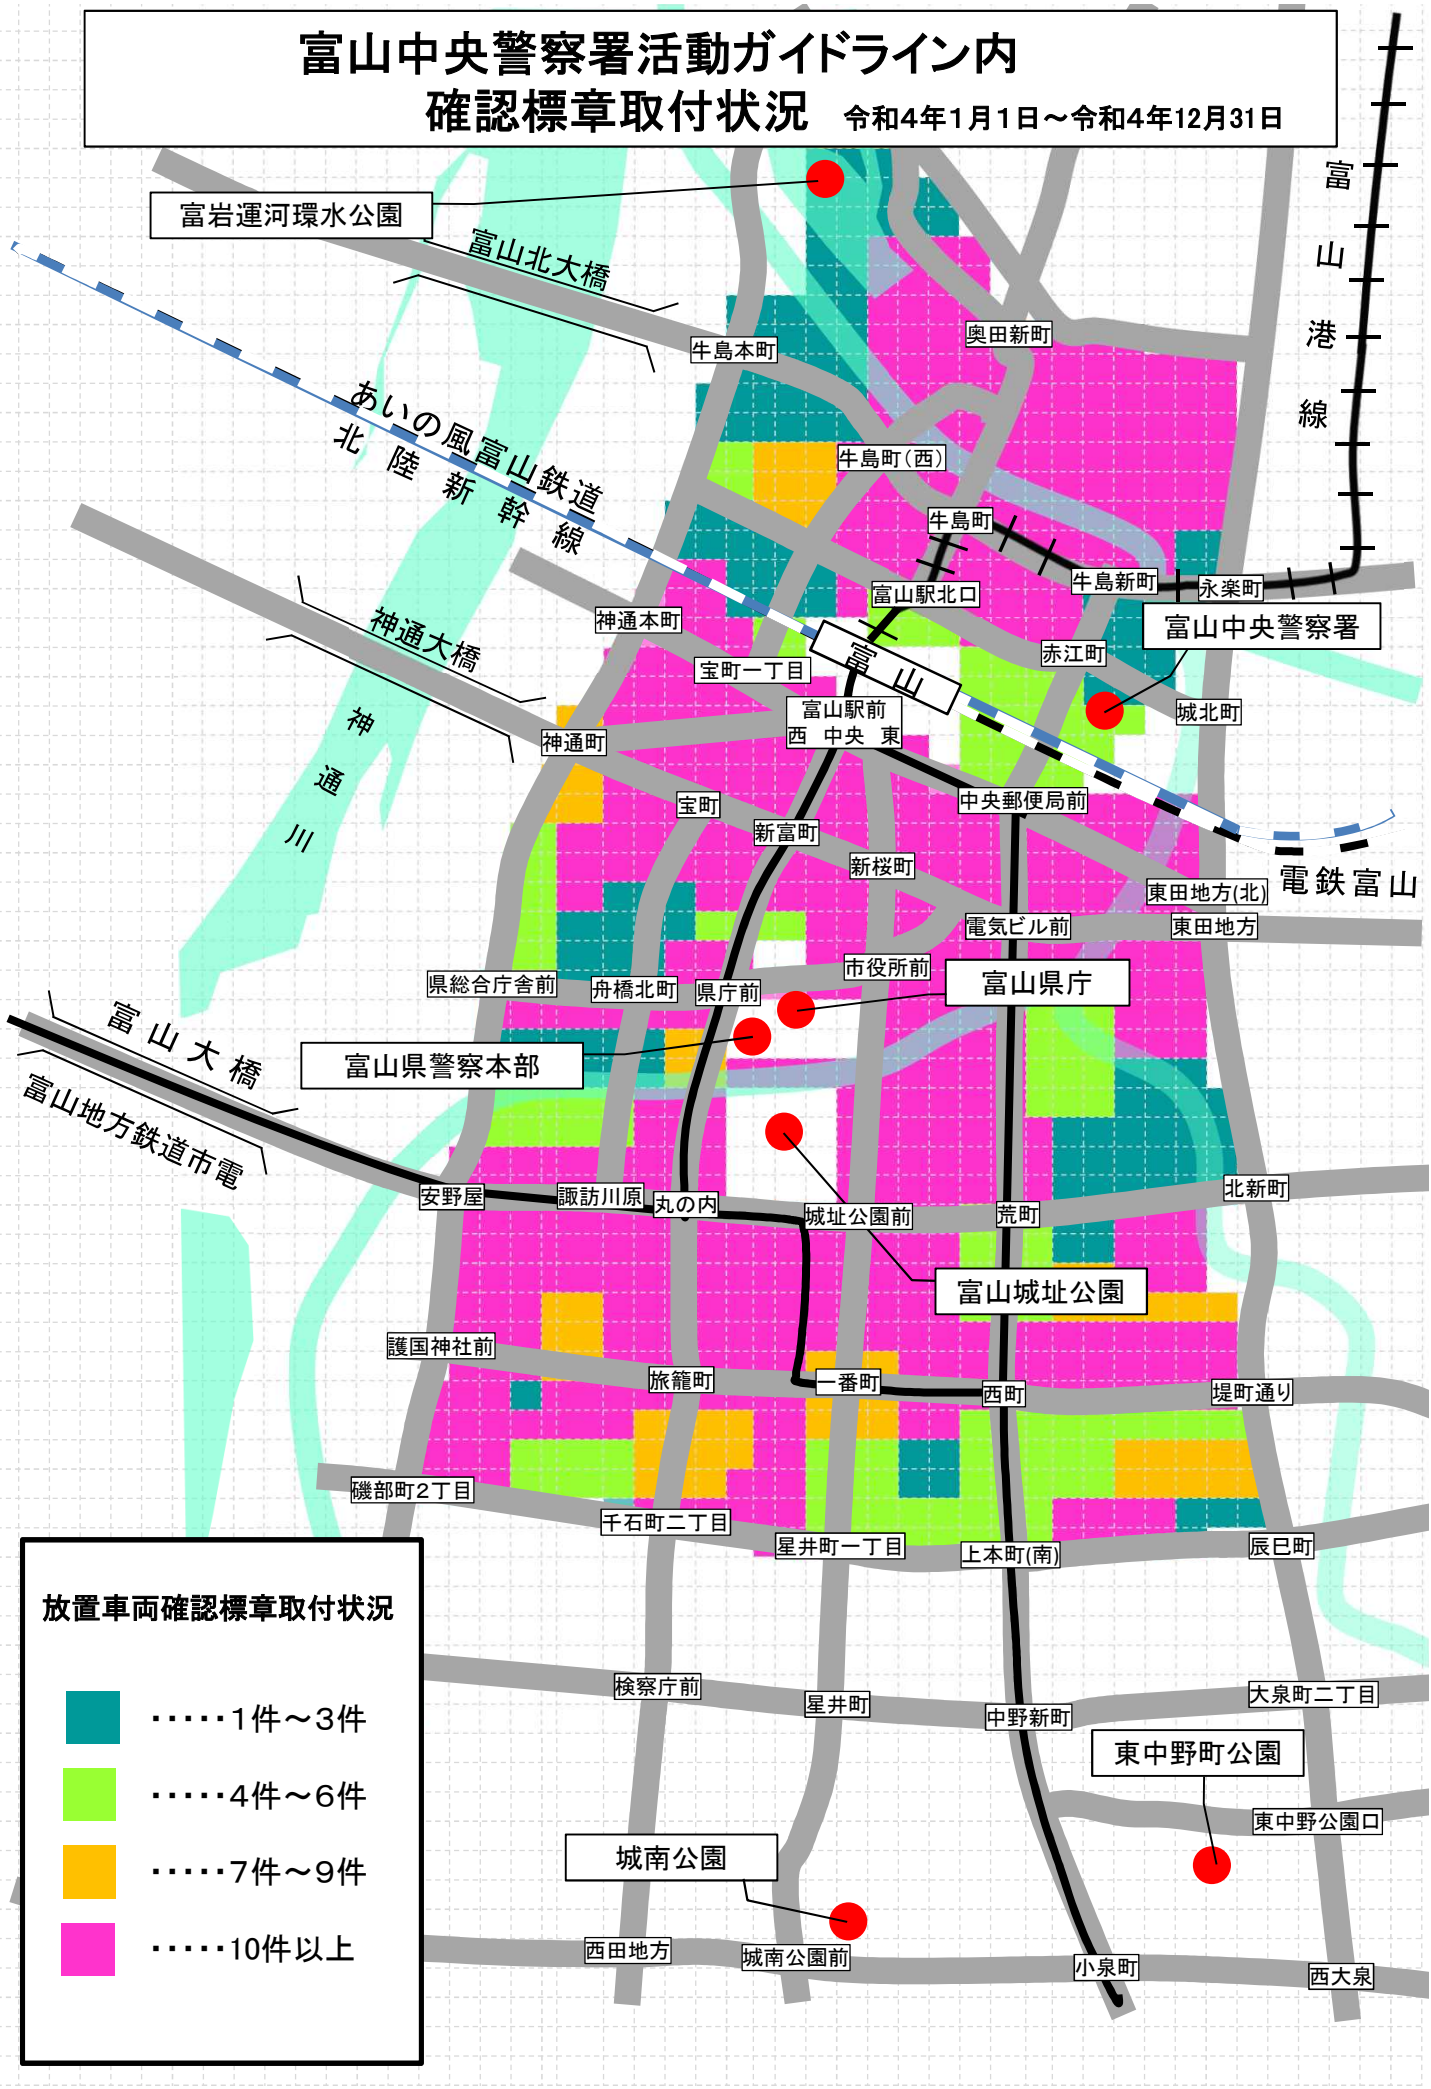 富山中央警察署活動ガイドライン内
確認標章取付状況 令和4年1月1日～令和4年12月31日
富山港線
富岩運河環水公園
富山北大橋
奥田新町
牛島本町
あいの風富山鉄道
北陸新幹線
牛島町(西)
牛島町
牛島新町
永楽町
富山駅北口
神通本町
富山中央警察署
神通大橋
赤江町
宝町一丁目
富山
城北町
富山駅前
西 中央 東
神通町
神通川
宝町
中央郵便局前
新富町
新桜町
電鉄富山
東田地方(北)
電気ビル前
東田地方
市役所前
県総合庁舎前
舟橋北町
県庁前
富山県庁
富山大橋
富山県警察本部
富山地方鉄道市電
安野屋
諏訪川原
丸の内
城址公園前
荒町
北新町
富山城址公園
護国神社前
旅籠町
一番町
西町
堤町通り
磯部町2丁目
千石町二丁目
星井町一丁目
上本町(南)
辰巳町
放置車両確認標章取付状況
・・・・・1件～3件
・・・・・4件～6件
・・・・・7件～9件
・・・・・10件以上
検察庁前
星井町
中野新町
大泉町二丁目
東中野町公園
東中野公園口
城南公園
西田地方
城南公園前
小泉町
西大泉